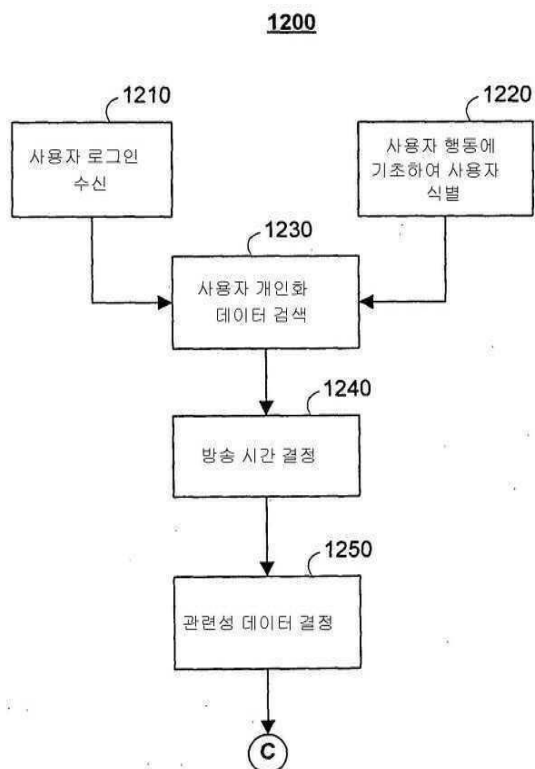 1200
1210
사용자 로그인
수신
1220
사용자 행동에
기초하여 사용자
식별
1230
사용자 개인화
데이터 검색
1240
방송 시간 결정
1250
관련성 데이터 결정
C